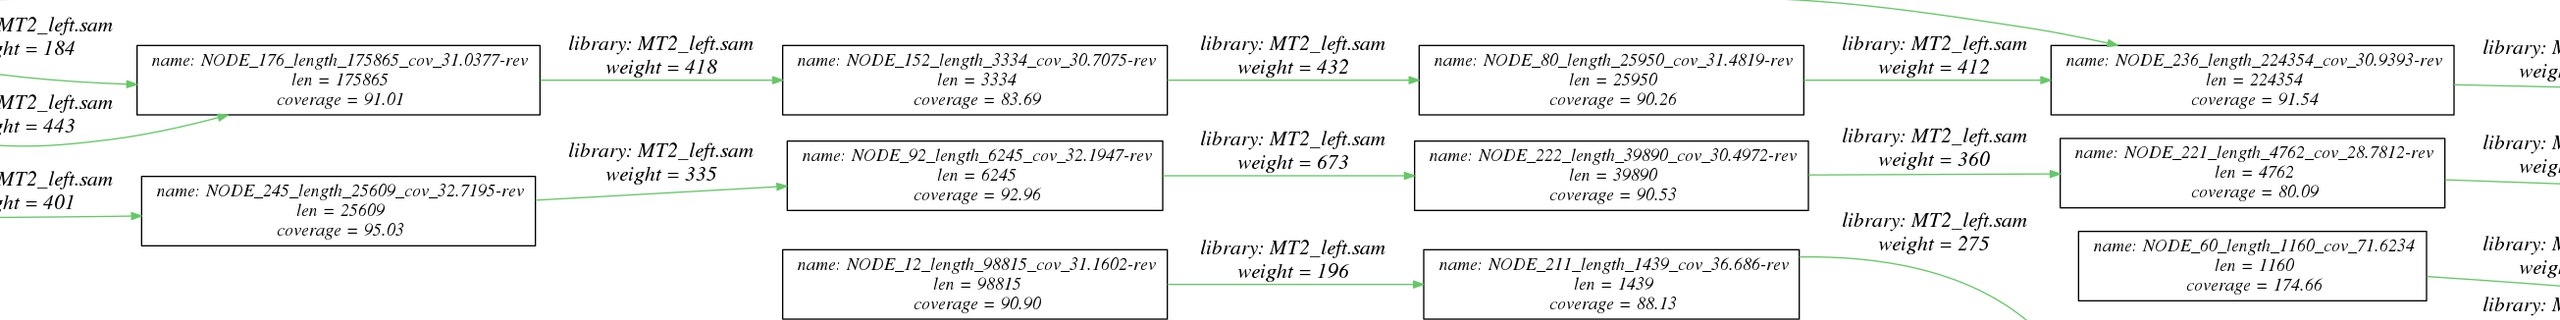 MT2_left.sam
ght = 184
name: NODE_176_length_175865_cov_31.0377-rev
len = 175865
coverage = 91.01
library: MT2_left.sam
weight = 418
name: NODE_152_length_3334_cov_30.7075-rev
len = 3334
coverage = 83.69
library: MT2_left.sam
weight = 432
name: NODE_80_length_25950_cov_31.4819-rev
len = 25950
coverage = 90.26
library: MT2_left.sam
weight = 412
name: NODE_236_length_224354_cov_30.9393-rev
len = 224354
coverage = 91.54
library: M
weig
MT2_left.sam
ght = 443
MT2_left.sam
ght = 401
name: NODE_245_length_25609_cov_32.7195-rev
len = 25609
coverage = 95.03
library: MT2_left.sam
weight = 335
name: NODE_92_length_6245_cov_32.1947-rev
len = 6245
coverage = 92.96
library: MT2_left.sam
weight = 673
name: NODE_222_length_39890_cov_30.4972-rev
len = 39890
coverage = 90.53
library: MT2_left.sam
weight = 360
name: NODE_221_length_4762_cov_28.7812-rev
len = 4762
coverage = 80.09
library: M
weig
name: NODE_12_length_98815_cov_31.1602-rev
len = 98815
coverage = 90.90
library: MT2_left.sam
weight = 196
name: NODE_211_length_1439_cov_36.686-rev
len = 1439
coverage = 88.13
library: MT2_left.sam
weight = 275
name: NODE_60_length_1160_cov_71.6234
len = 1160
coverage = 174.66
library: M
weig
library: M